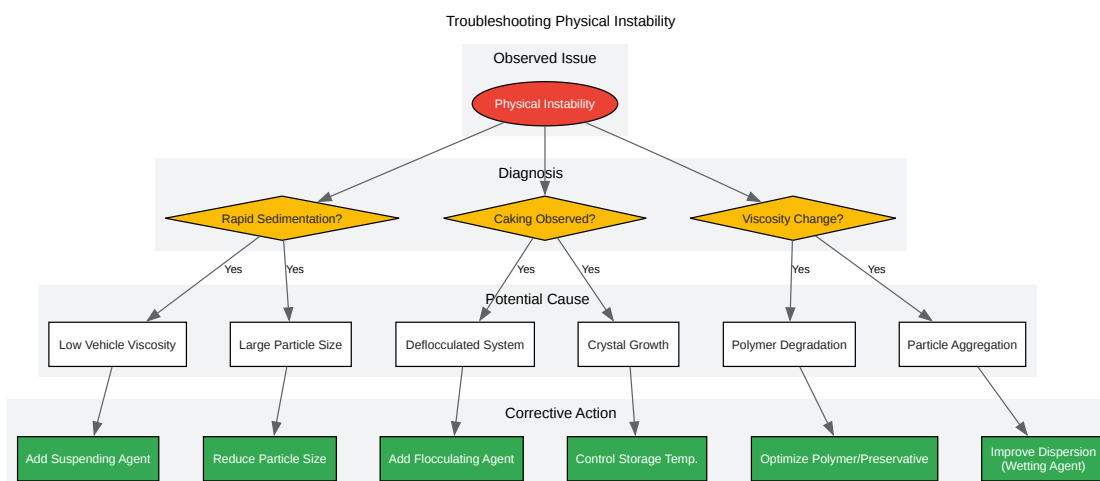 Troubleshooting Physical Instability
Observed Issue
Physical Instability
Diagnosis
Rapid Sedimentation?
Caking Observed?
Viscosity Change?
Yes
Yes
Yes
Yes
Yes
Yes
Potential Cause
Low Vehicle Viscosity
Large Particle Size
Deflocculated System
Crystal Growth
Polymer Degradation
Particle Aggregation
Corrective Action
Add Suspending Agent
Reduce Particle Size
Add Flocculating Agent
Control Storage Temp.
Optimize Polymer/Preservative
Improve Dispersion
(Wetting Agent)